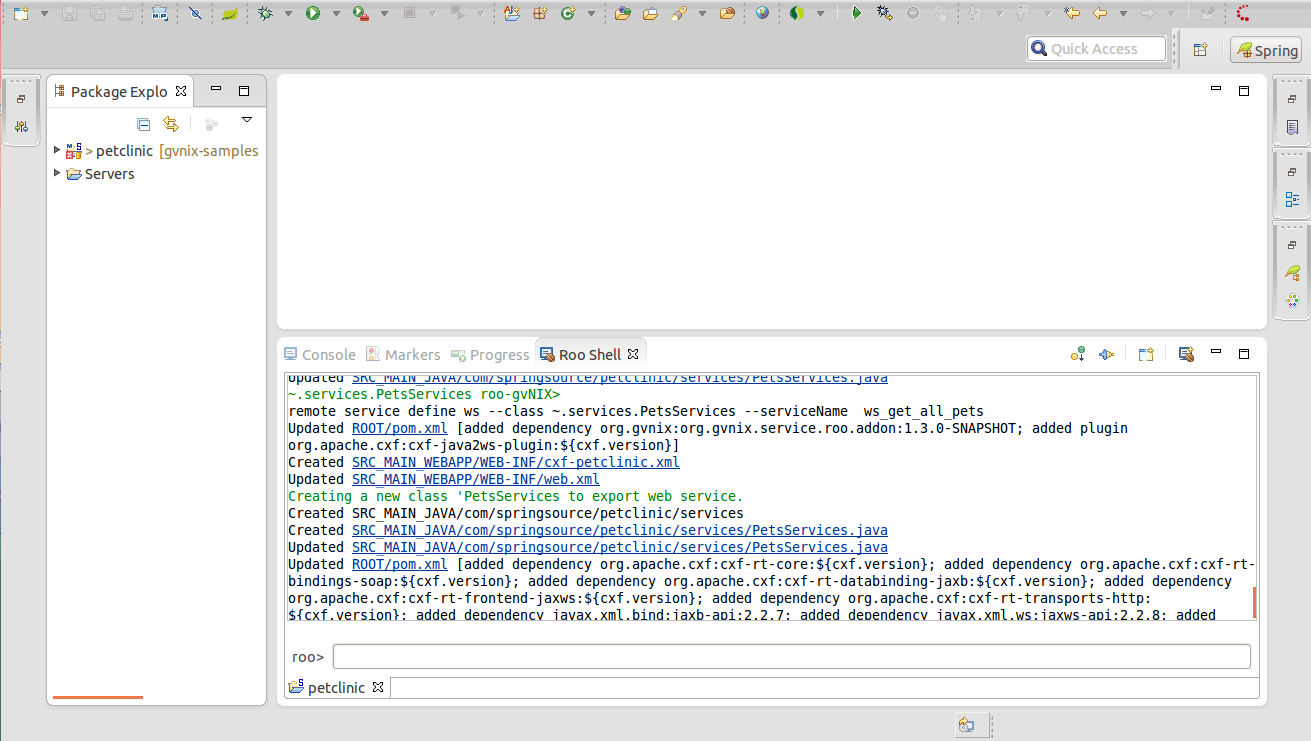 Quick Access
Spring
Package Explo
> petclinic [gvnix-samples
Servers
Console Markers Progress Roo Shell
Updated SRC_MAIN_JAVA/com/springsource/petclinic/services/PetsServices.java
~.services.PetsServices roo-gvNIX>
remote service define ws --class ~.services.PetsServices --serviceName  ws_get_all_pets
Updated ROOT/pom.xml [added dependency org.gvnix:org.gvnix.service.roo.addon:1.3.0-SNAPSHOT; added plugin
org.apache.cxf:cxf-java2ws-plugin:${cxf.version}]
Created SRC_MAIN_WEBAPP/WEB-INF/cxf-petclinic.xml
Updated SRC_MAIN_WEBAPP/WEB-INF/web.xml
Creating a new class 'PetsServices to export web service.
Created SRC_MAIN_JAVA/com/springsource/petclinic/services
Created SRC_MAIN_JAVA/com/springsource/petclinic/services/PetsServices.java
Updated SRC_MAIN_JAVA/com/springsource/petclinic/services/PetsServices.java
Updated ROOT/pom.xml [added dependency org.apache.cxf:cxf-rt-core:${cxf.version}; added dependency org.apache.cxf:cxf-rt-
bindings-soap:${cxf.version}; added dependency org.apache.cxf:cxf-rt-databinding-jaxb:${cxf.version}; added dependency
org.apache.cxf:cxf-rt-frontend-jaxws:${cxf.version}; added dependency org.apache.cxf:cxf-rt-transports-http:
${cxf.version}; added dependency javax.xml.bind:jaxb-api:2.2.7; added dependency javax.xml.ws:jaxws-api:2.2.8; added
roo>
petclinic